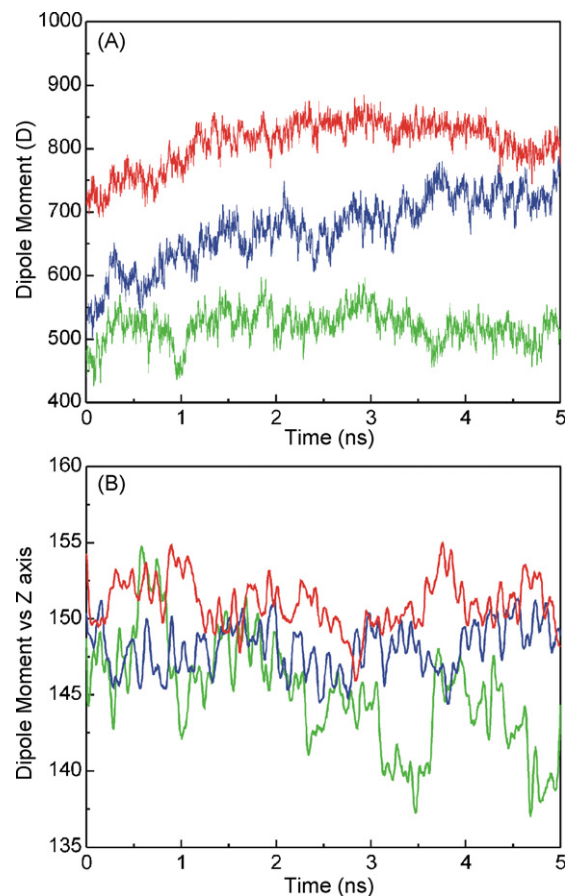 (A)
1000
900
800
700
600
500
400
Dipole Moment (D)
0 1 2 3 4 5
Time (ns)
(B)
160
155
150
145
140
135
Dipole Moment vs Z axis
0 1 2 3 4 5
Time (ns)